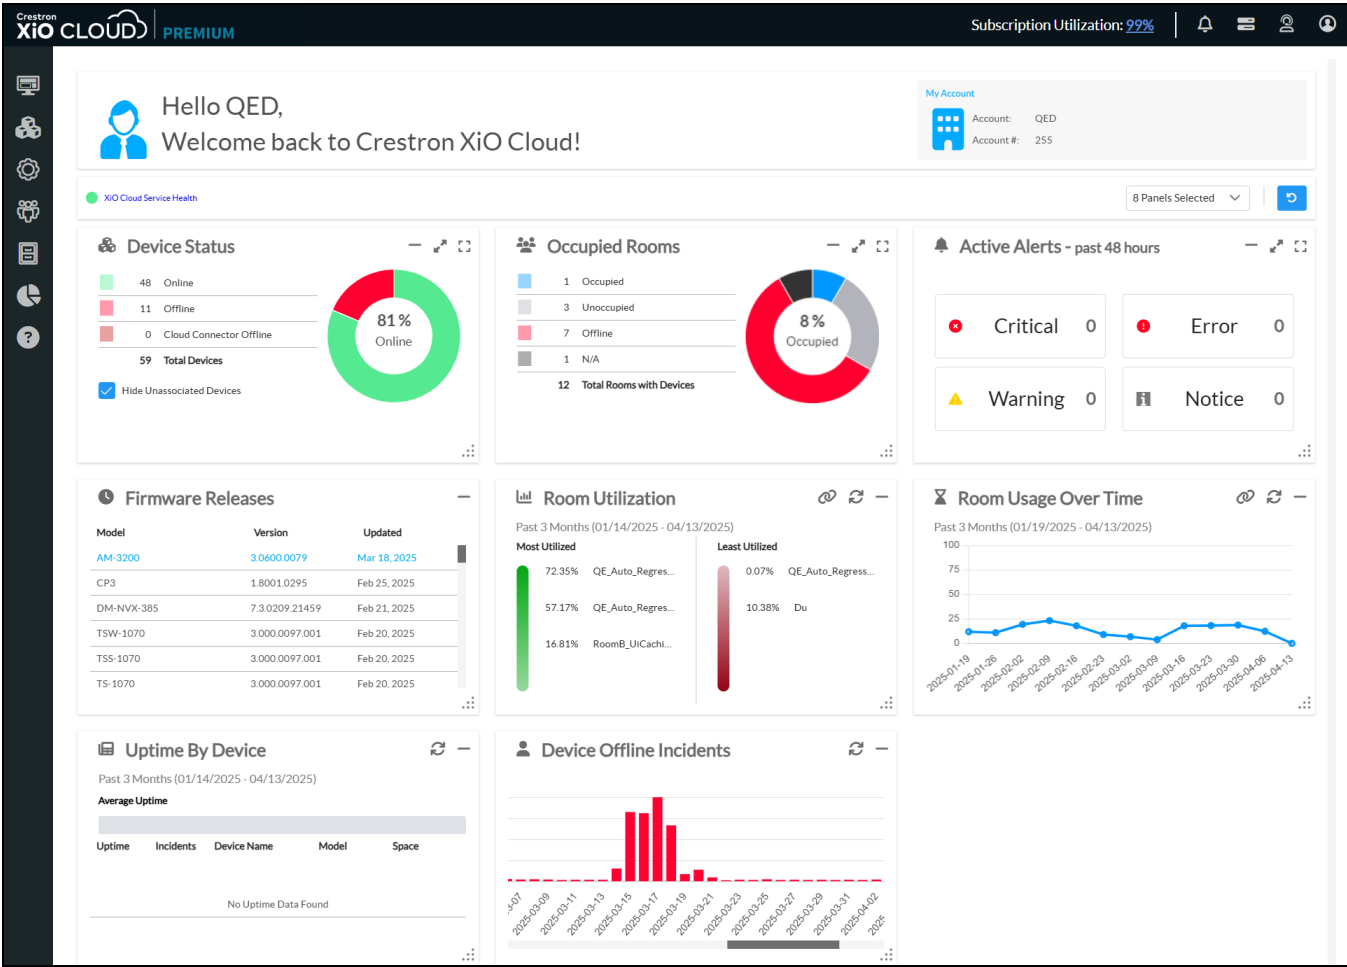 Crestron
XiO CLOUD PREMIUM
Subscription Utilization: 99%
Hello QED,
Welcome back to Crestron XiO Cloud!
My Account
Account: QED
Account #: 255
XiO Cloud Service Health
8 Panels Selected
Device Status
48 Online
11 Offline
0 Cloud Connector Offline
59 Total Devices
Hide Unassociated Devices
81 %
Online
Occupied Rooms
1 Occupied
3 Unoccupied
7 Offline
1 N/A
12 Total Rooms with Devices
8 %
Occupied
Active Alerts - past 48 hours
Critical 0
Error 0
Warning 0
Notice 0
Firmware Releases
Model Version Updated
AM-3200 3.0600.0079 Mar 18, 2025
CP3 1.8001.0295 Feb 25, 2025
DM-NVX-385 7.3.0209.21459 Feb 21, 2025
TSW-1070 3.000.0097.001 Feb 20, 2025
TSS-1070 3.000.0097.001 Feb 20, 2025
TS-1070 3.000.0097.001 Feb 20, 2025
Room Utilization
Past 3 Months (01/14/2025 - 04/13/2025)
Most Utilized
72.35% QE_Auto_Regres...
57.17% QE_Auto_Regres...
16.81% RoomB_UiCachi...
Least Utilized
0.07% QE_Auto_Regress...
10.38% Du
Room Usage Over Time
Past 3 Months (01/19/2025 - 04/13/2025)
100
75
50
25
0
2025-01-19
2025-01-26
2025-02-02
2025-02-09
2025-02-16
2025-02-23
2025-03-02
2025-03-09
2025-03-16
2025-03-23
2025-03-30
2025-04-06
2025-04-13
Uptime By Device
Past 3 Months (01/14/2025 - 04/13/2025)
Average Uptime
Uptime Incidents Device Name Model Space
No Uptime Data Found
Device Offline Incidents
3-07
2025-03-09
2025-03-11
2025-03-13
2025-03-15
2025-03-17
2025-03-19
2025-03-21
2025-03-23
2025-03-25
2025-03-27
2025-03-29
2025-03-31
2025-04-02
2025